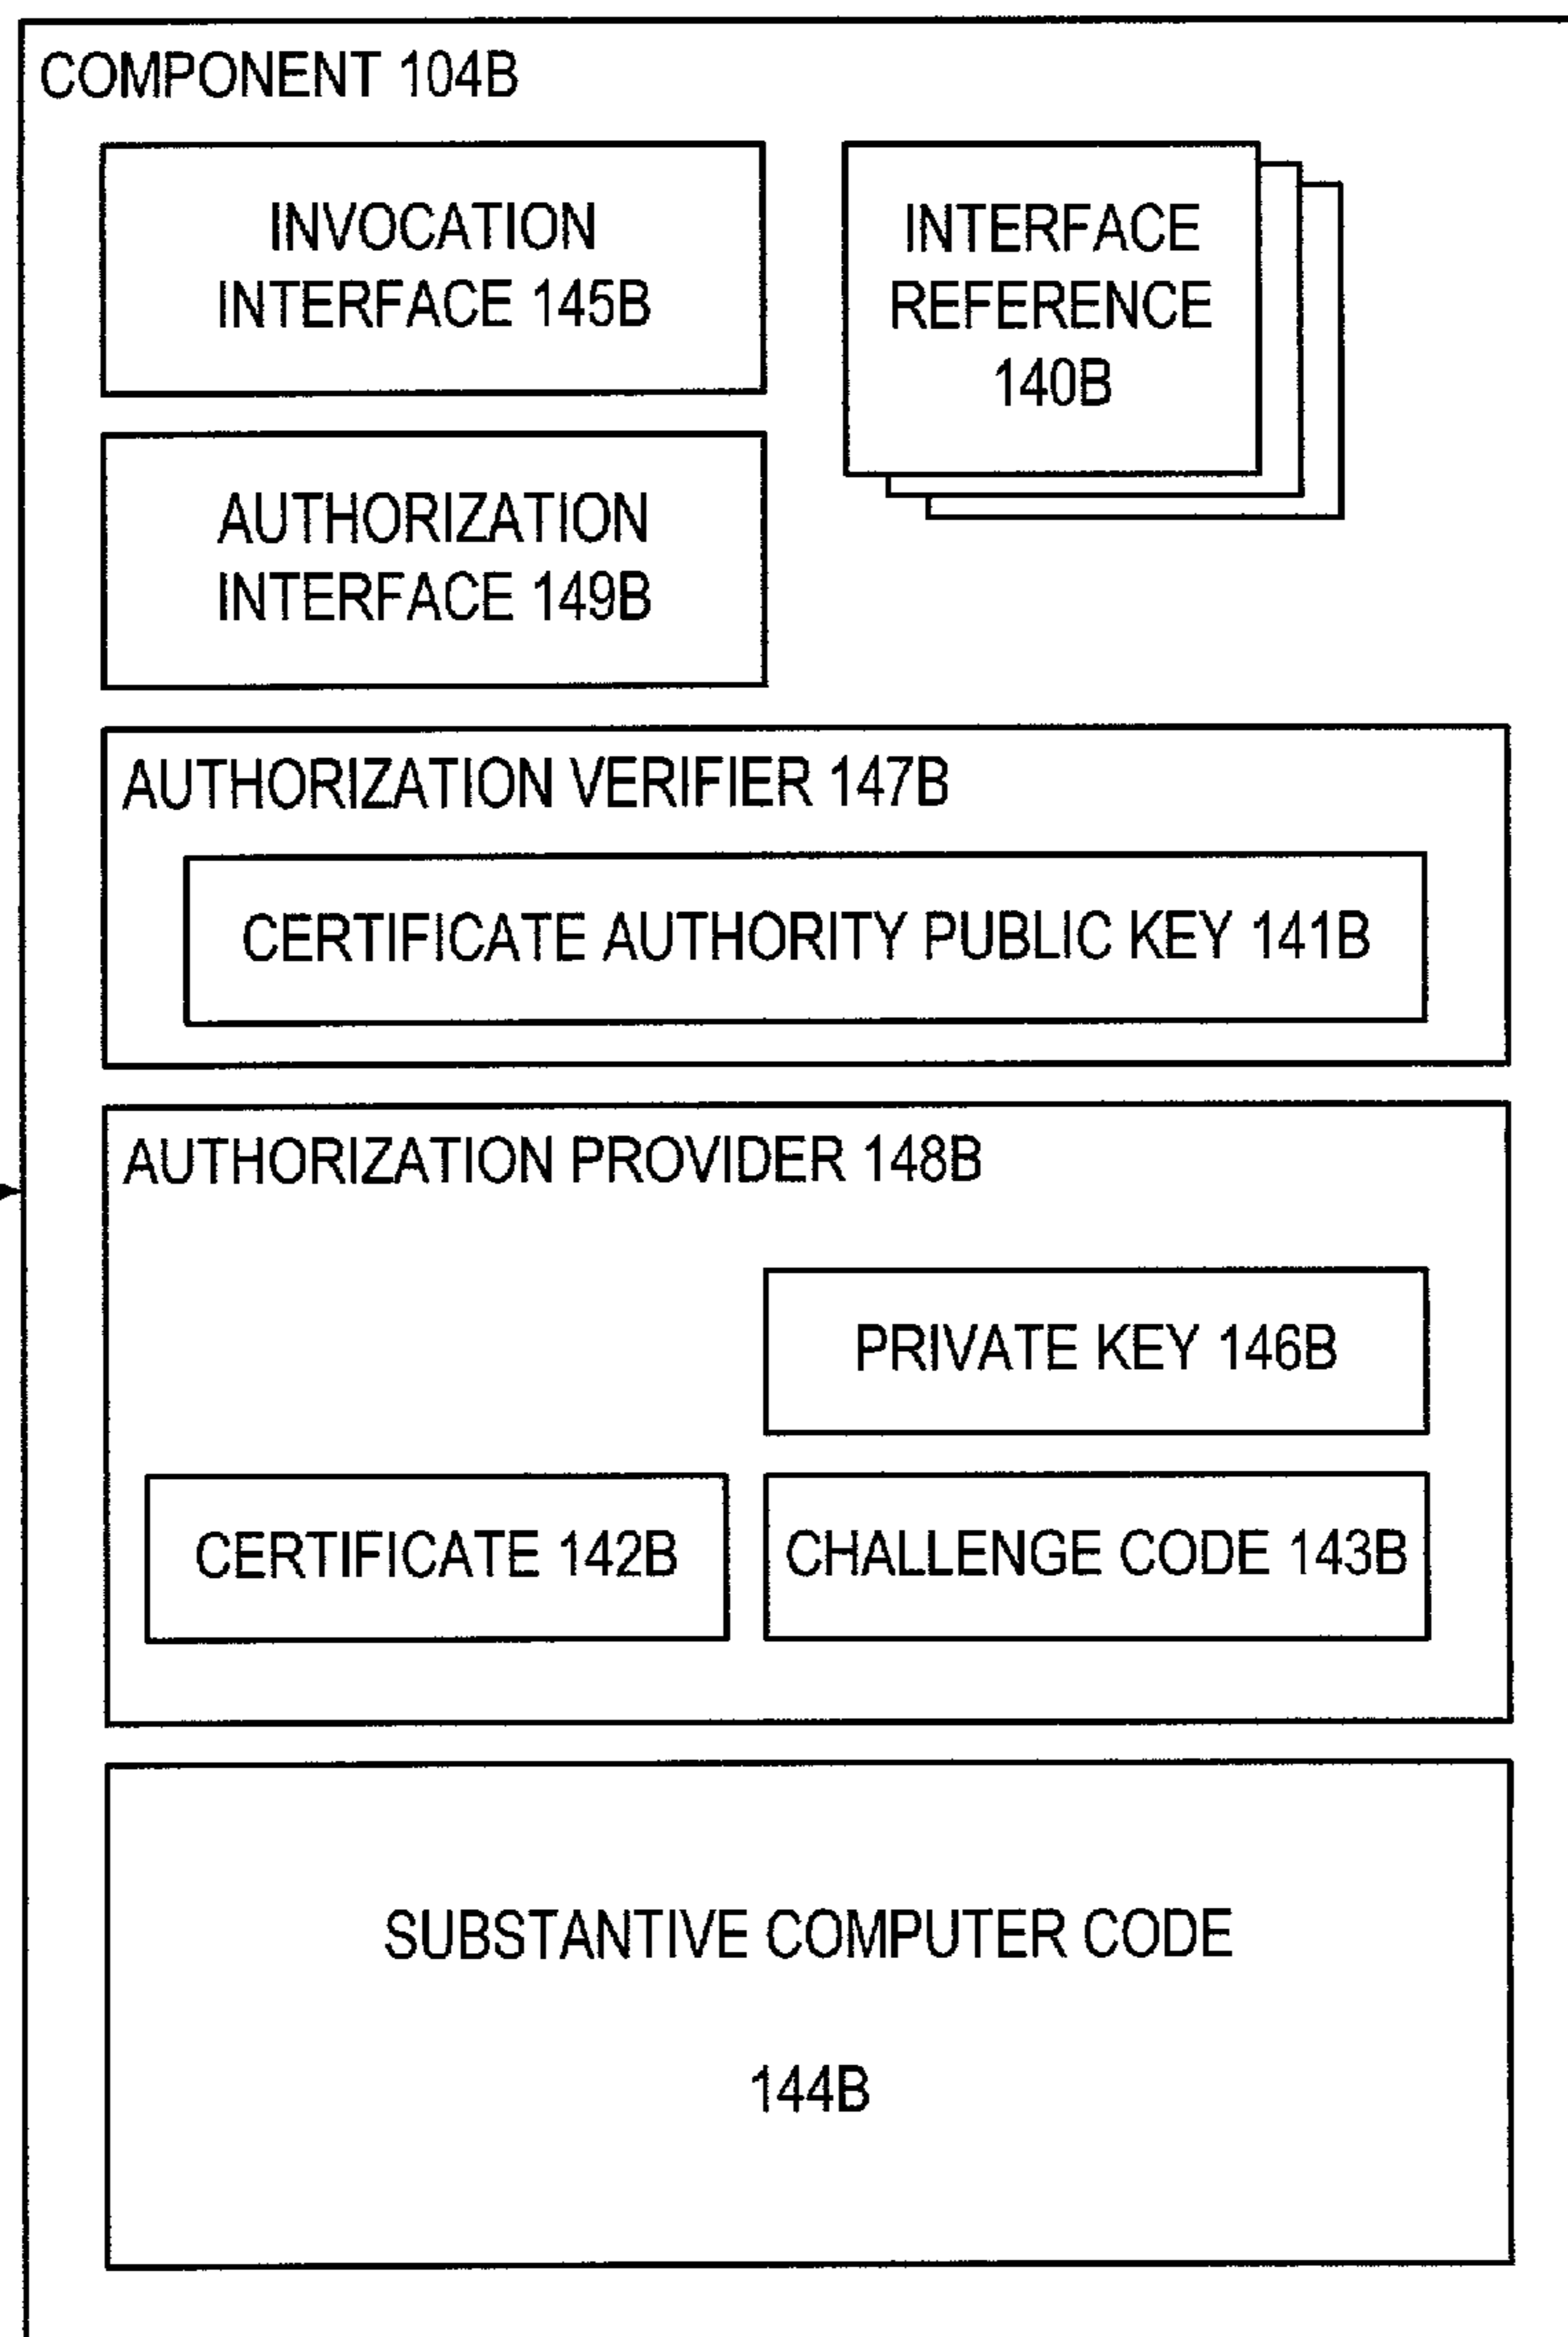 COMPONENT 104B
INVOCATION
INTERFACE 145B
INTERFACE
REFERENCE
140B
AUTHORIZATION
INTERFACE 149B
AUTHORIZATION VERIFIER 147B
CERTIFICATE AUTHORITY PUBLIC KEY 141B
AUTHORIZATION PROVIDER 148B
PRIVATE KEY 146B
CERTIFICATE 142B
CHALLENGE CODE 143B
SUBSTANTIVE COMPUTER CODE
144B